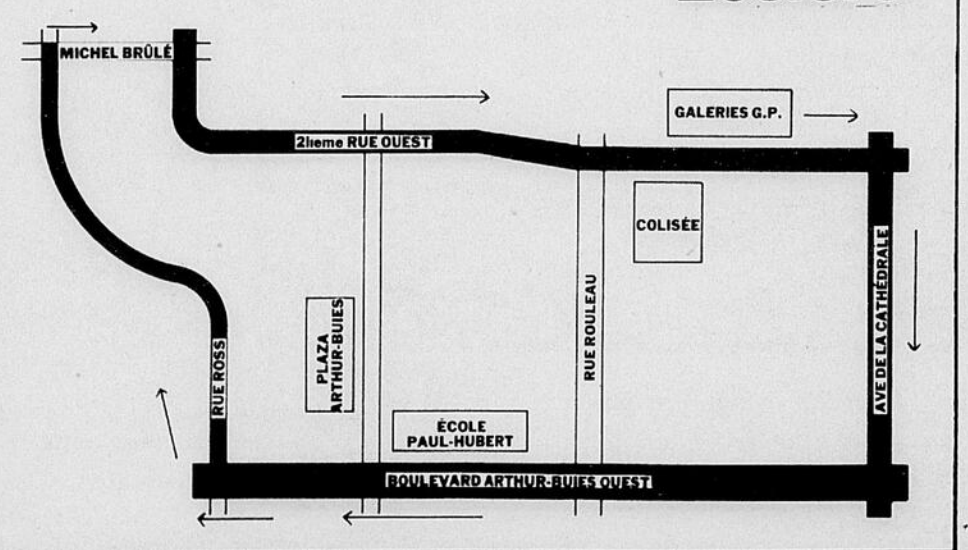 MICHEL BRÛLÉ
2ieme RUE OUEST
GALERIES G.P.
COLISÉE
AVE DE LA CATHÉDRALE
RUE ROULEAU
PLAZA
ARTHUR-BUIES
RUE ROSS
ÉCOLE
PAUL-HUBERT
BOULEVARD ARTHUR-BUIES OUEST